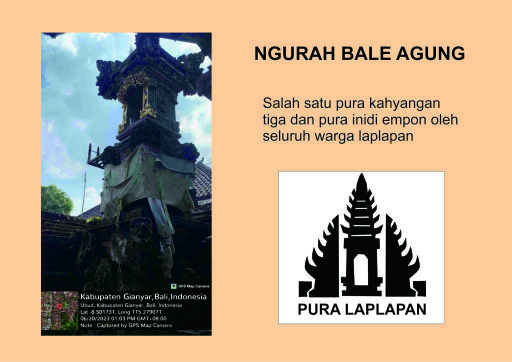 NGURAH BALE AGUNG
Salah satu pura kahyangan
tiga dan pura inidi empon oleh
seluruh warga laplapan
GPS Map Camera
Kabupaten Gianyar,Bali,Indonesia
Ubud, Kabupaten Gianyar, Bali, Indonesia
Lat -8.501731, Long 115.279071
06/20/2023 01:03 PM GMT+08:00
Note : Captured by GPS Map Camera
PURA LAPLAPAN